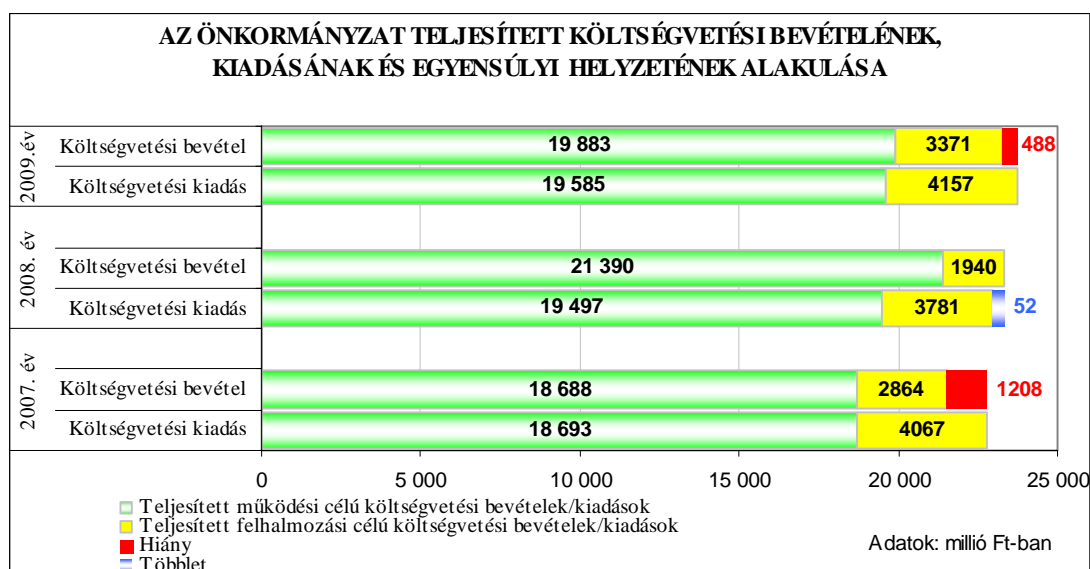 AZ ÖNKORMÁNYZAT TELJESÍTETT KÖLTSÉGVETÉSI BEVÉTELÉNEK,
KIADÁSÁNAK ÉS EGYENSÚLYI HELYZETÉNEK ALAKULÁSA
2009.év
Költségvetési bevétel
19 883
3371
488
Költségvetési kiadás
19 585
4157
2008. év
Költségvetési bevétel
21 390
1940
Költségvetési kiadás
19 497
3781
52
2007. év
Költségvetési bevétel
18 688
2864
1208
Költségvetési kiadás
18 693
4067
0
5 000
10 000
15 000
20 000
25 000
Teljesített működési célú költségvetési bevételek/kiadások
Teljesített felhalmozási célú költségvetési bevételek/kiadások
Hiány
Többlet
Adatok: millió Ft-ban